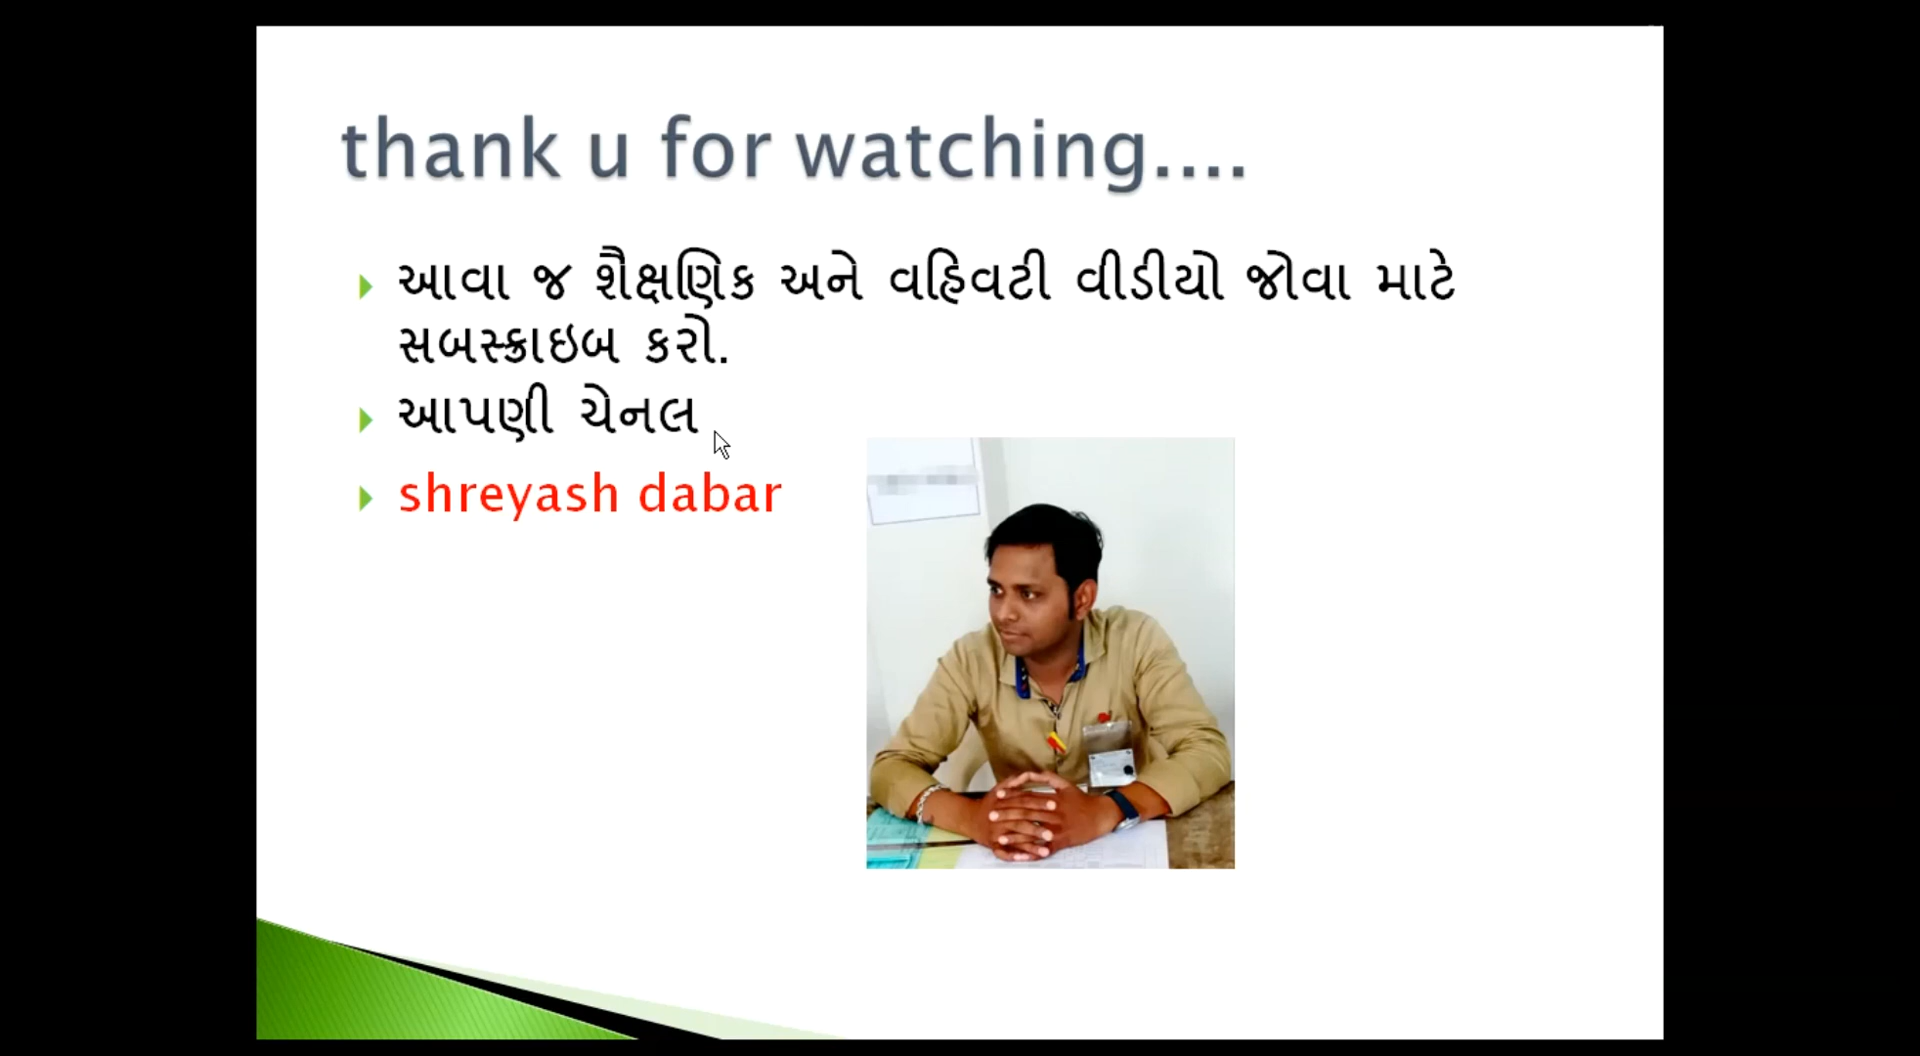 thank u for watching....
આવા જ શૈક્ષણિક અને વહિવટી વીડીયો જોવા માટે
સબસ્ક્રાઇબ કરો.
આપણી ચેનલ
shreyash dabar